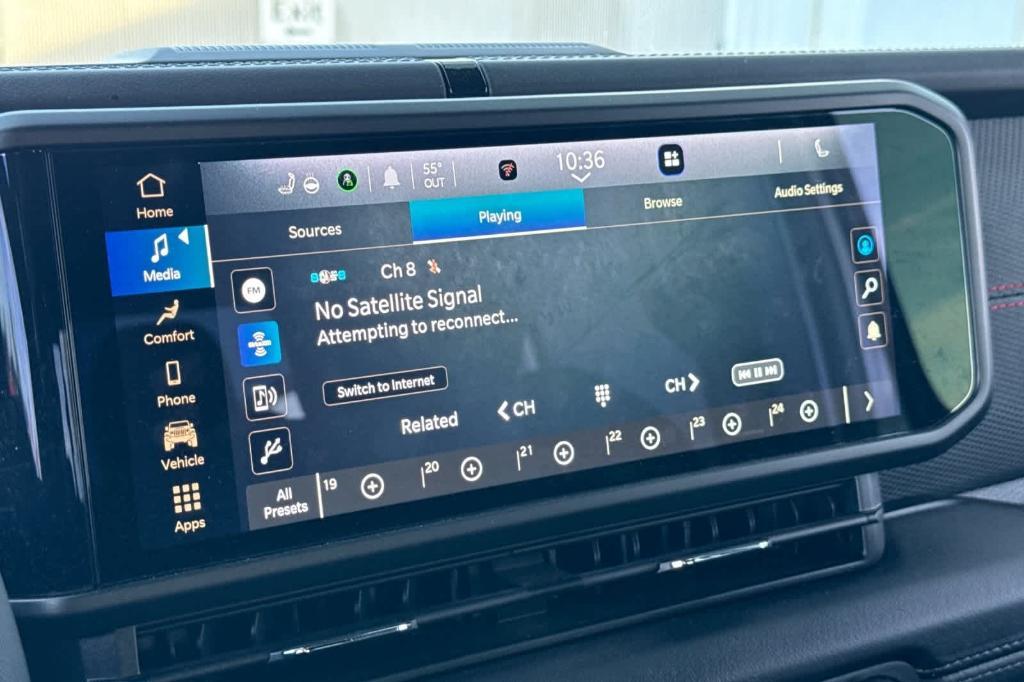 Exit
55°
OUT
10:36
Home
Sources
Playing
Browse
Audio Settings
Media
FM
Ch 8
No Satellite Signal
Attempting to reconnect...
Comfort
Switch to Internet
Phone
Related
CH
CH
Vehicle
All
Presets
19
20
21
22
23
24
Apps